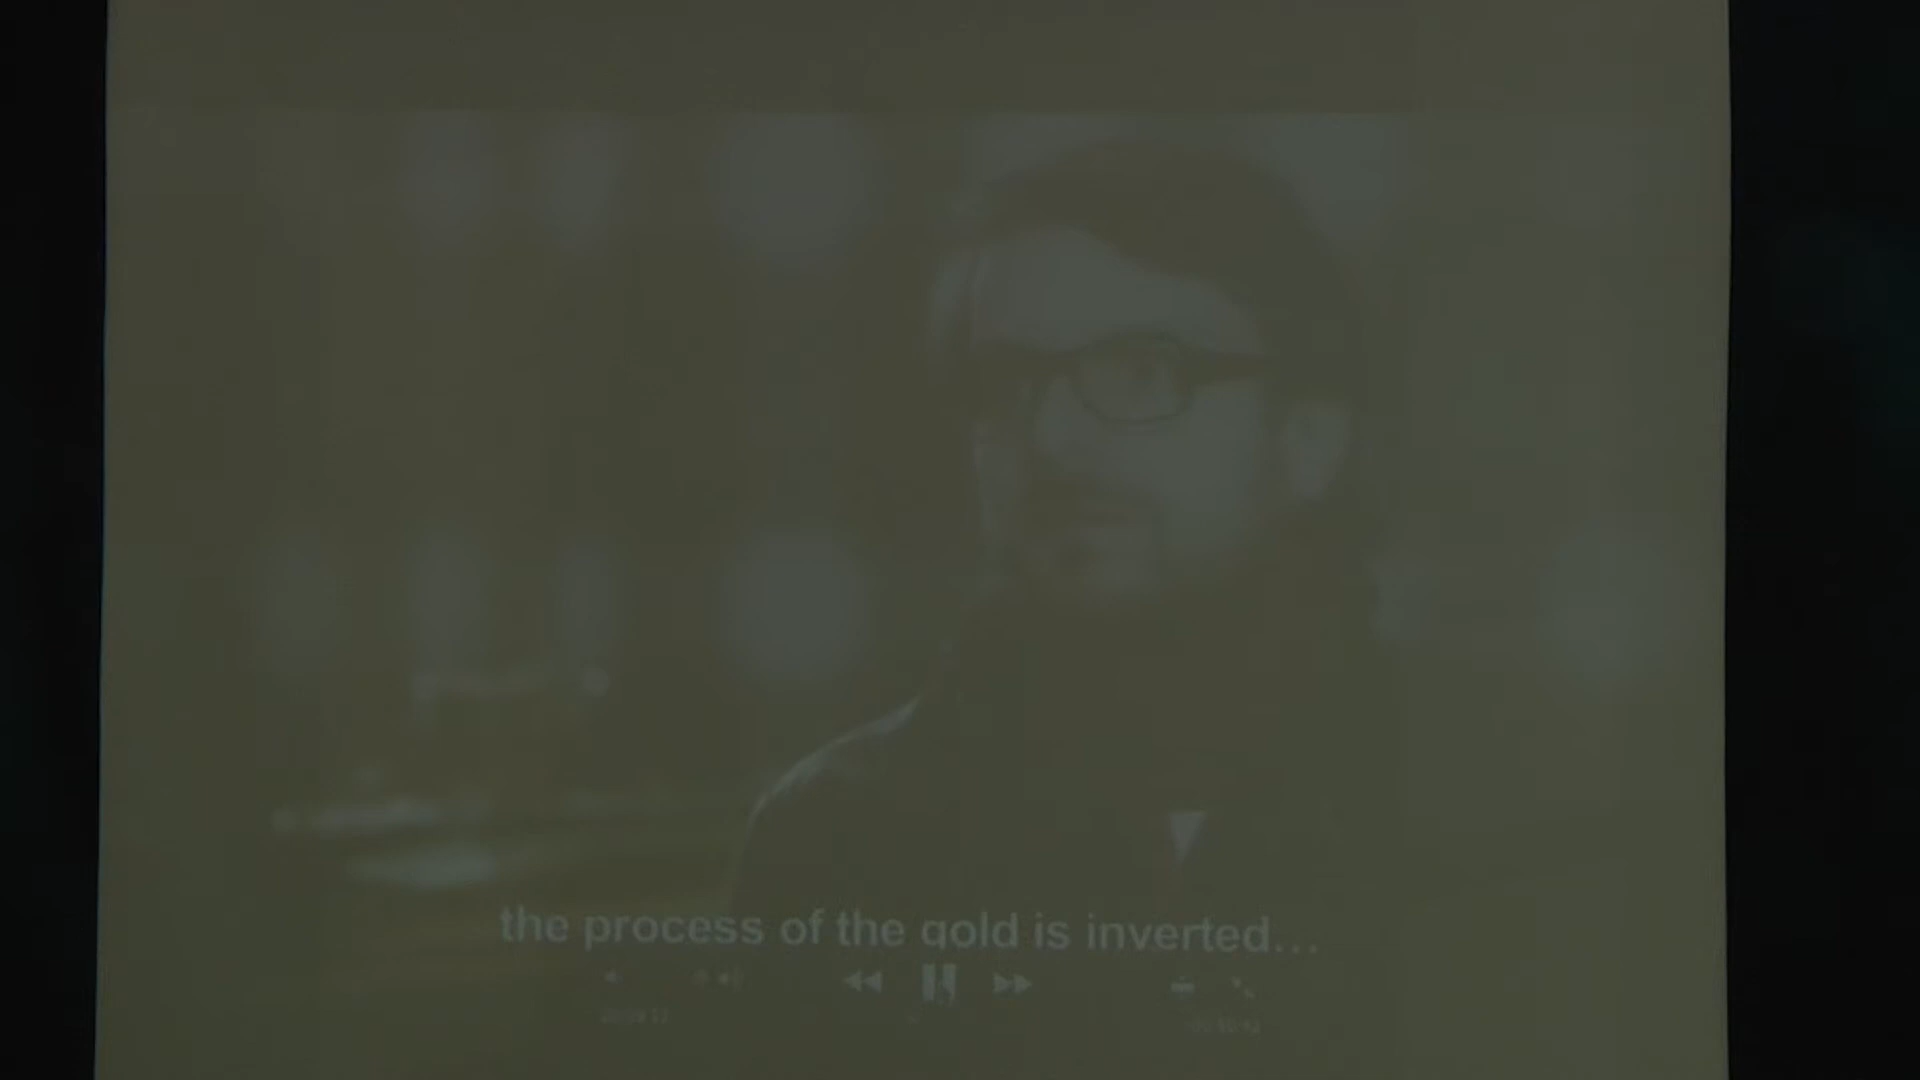 the process of the gold is inverted...